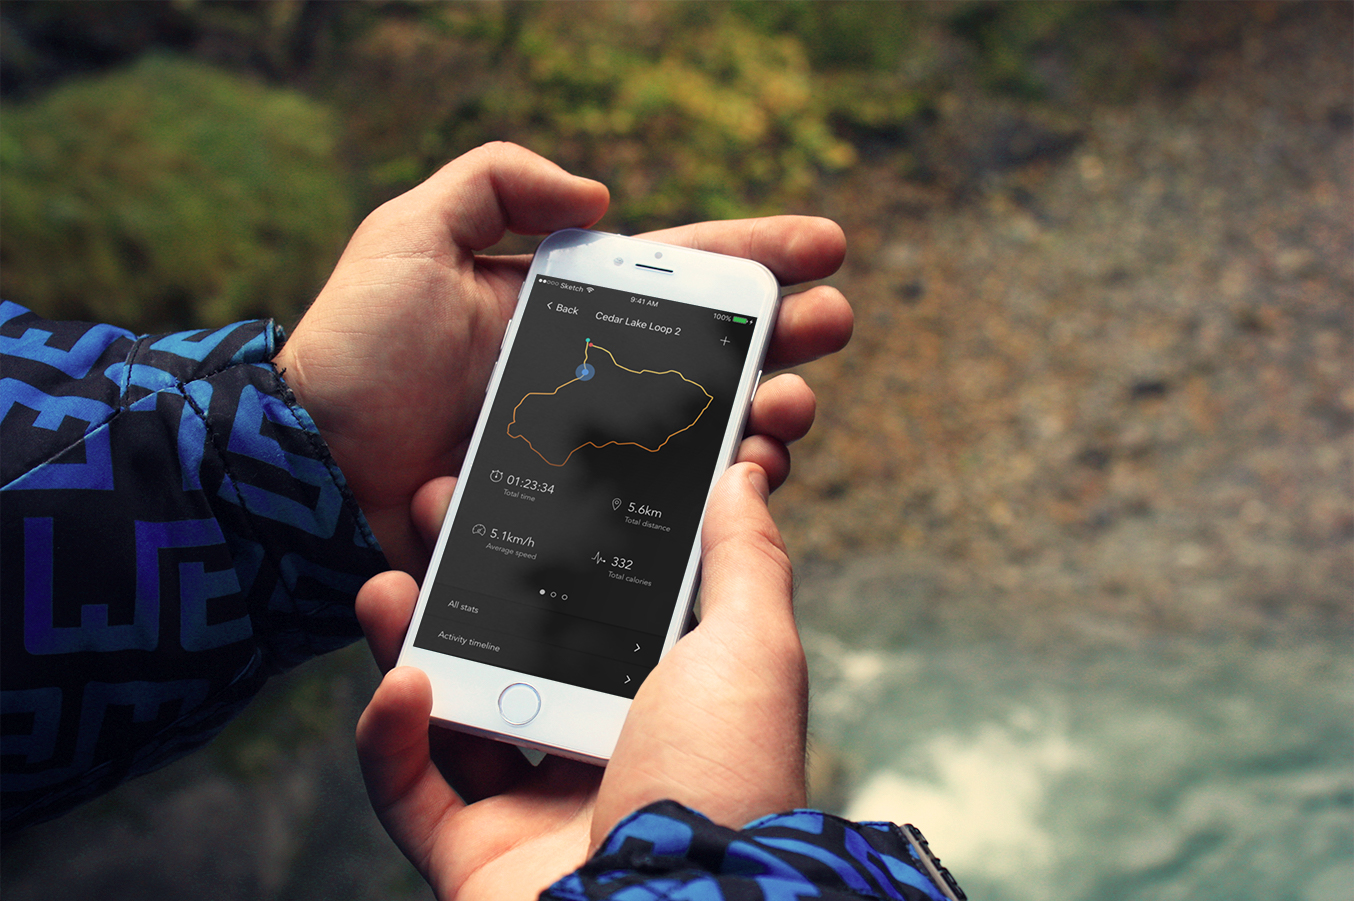 Sketch
9:41 AM
100%
Back
Cedar Lake Loop 2
+
01:23:34
Total time
5.6km
Total distance
5.1km/h
Average speed
332
Total calories
All stats
Activity timeline